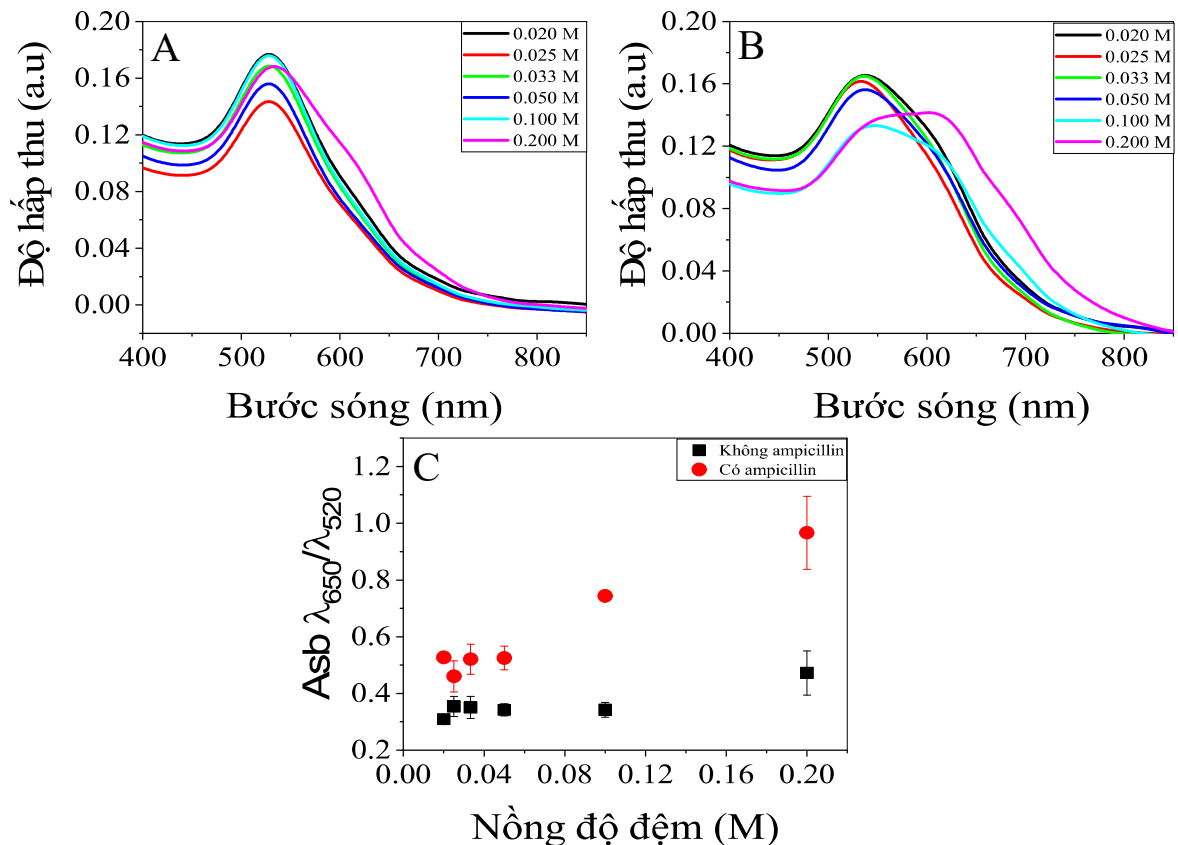 A
0.020 M
0.025 M
0.033 M
0.050 M
0.100 M
0.200 M
0.20
0.16
0.12
0.08
0.04
0.00
Độ hấp thu (a.u)
400 500 600 700 800
Bước sóng (nm)
B
0.020 M
0.025 M
0.033 M
0.050 M
0.100 M
0.200 M
0.20
0.16
0.12
0.08
0.04
0.00
Độ hấp thu (a.u)
400 500 600 700 800
Bước sóng (nm)
C
Không ampicillin
Có ampicillin
1.2
1.0
0.8
0.6
0.4
0.2
Asb λ650/λ520
0.00 0.04 0.08 0.12 0.16 0.20
Nồng độ đệm (M)